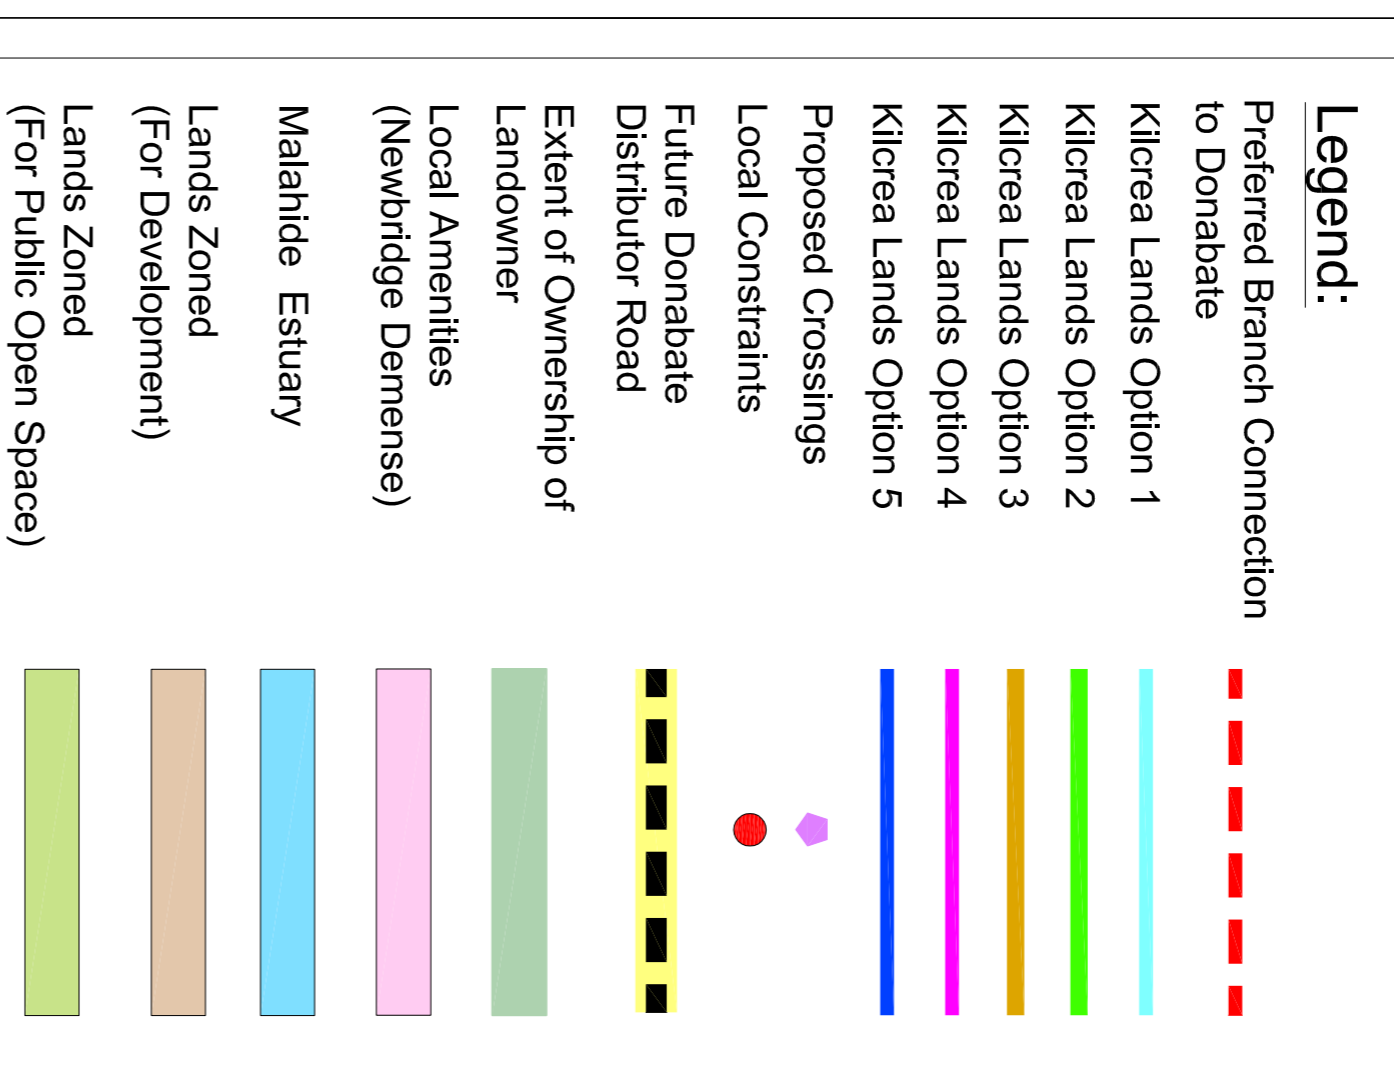 Legend:
Preferred Branch Connection
to Donabate
Kilcrea Lands Option 1
Kilcrea Lands Option 2
Kilcrea Lands Option 3
Kilcrea Lands Option 4
Kilcrea Lands Option 5
Proposed Crossings
Local Constraints
Future Donabate
Distributor Road
Extent of Ownership of
Landowner
Local Amenities
(Newbridge Demense)
Malahide Estuary
Lands Zoned
(For Development)
Lands Zoned
(For Public Open Space)